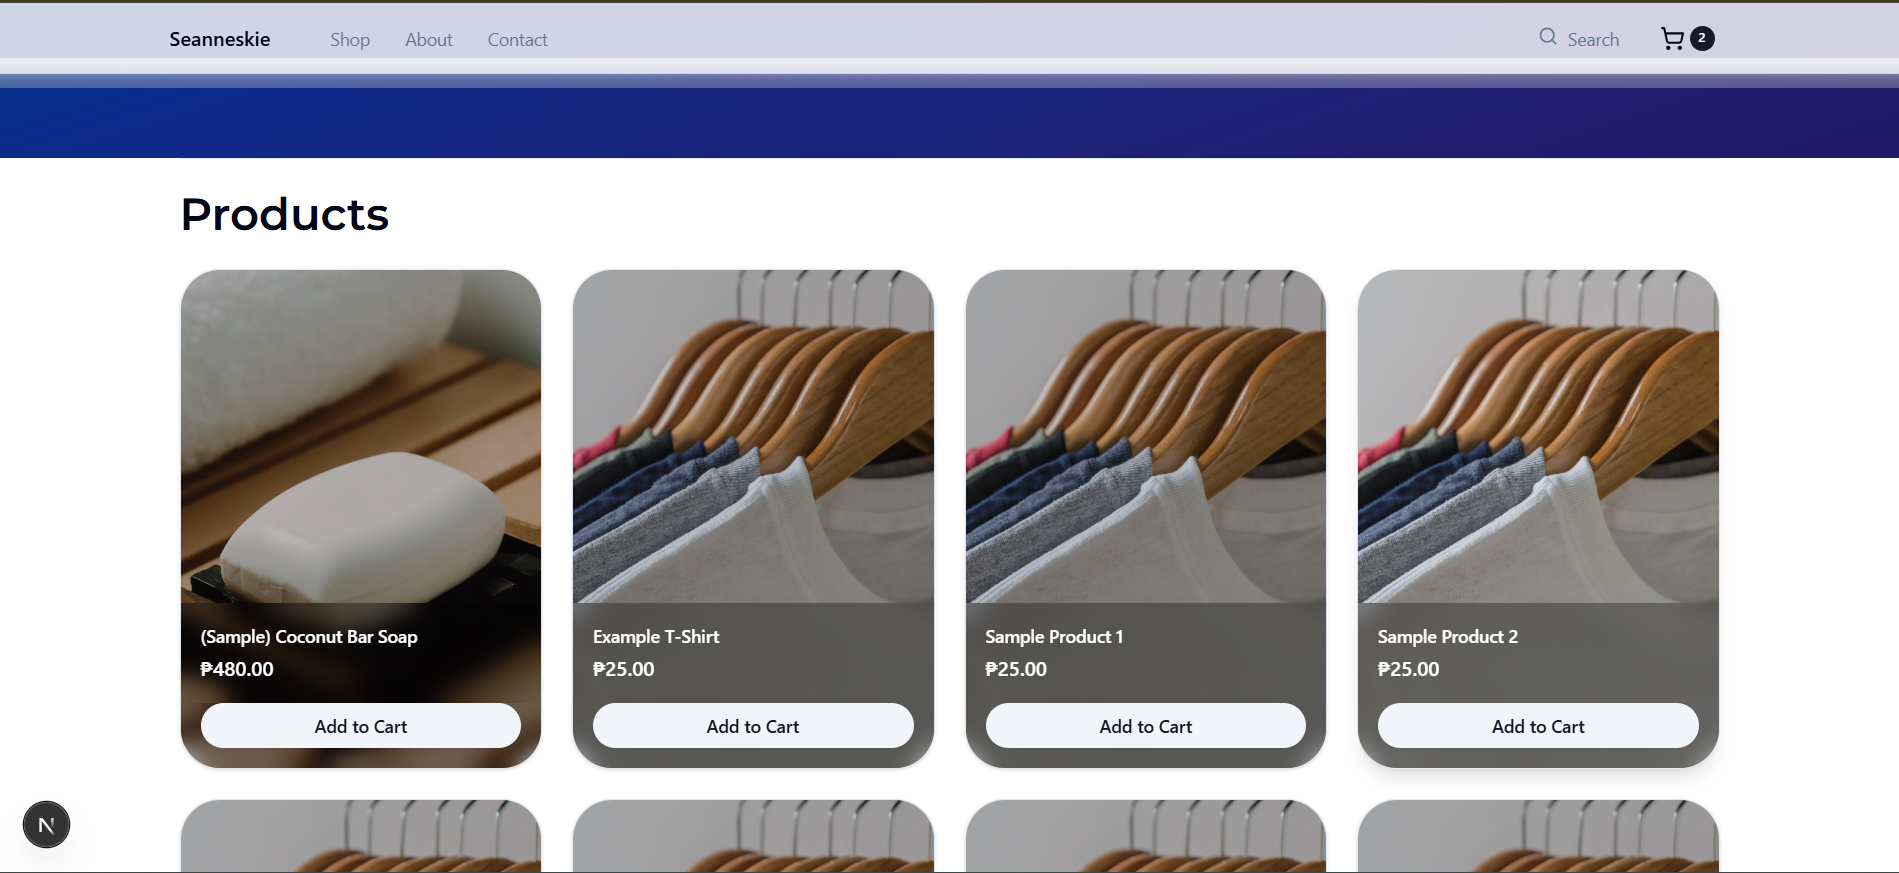 Seanneskie
Shop
About
Contact
Search
2
Products
(Sample) Coconut Bar Soap
₱480.00
Add to Cart
Example T-Shirt
₱25.00
Add to Cart
Sample Product 1
₱25.00
Add to Cart
Sample Product 2
₱25.00
Add to Cart
N